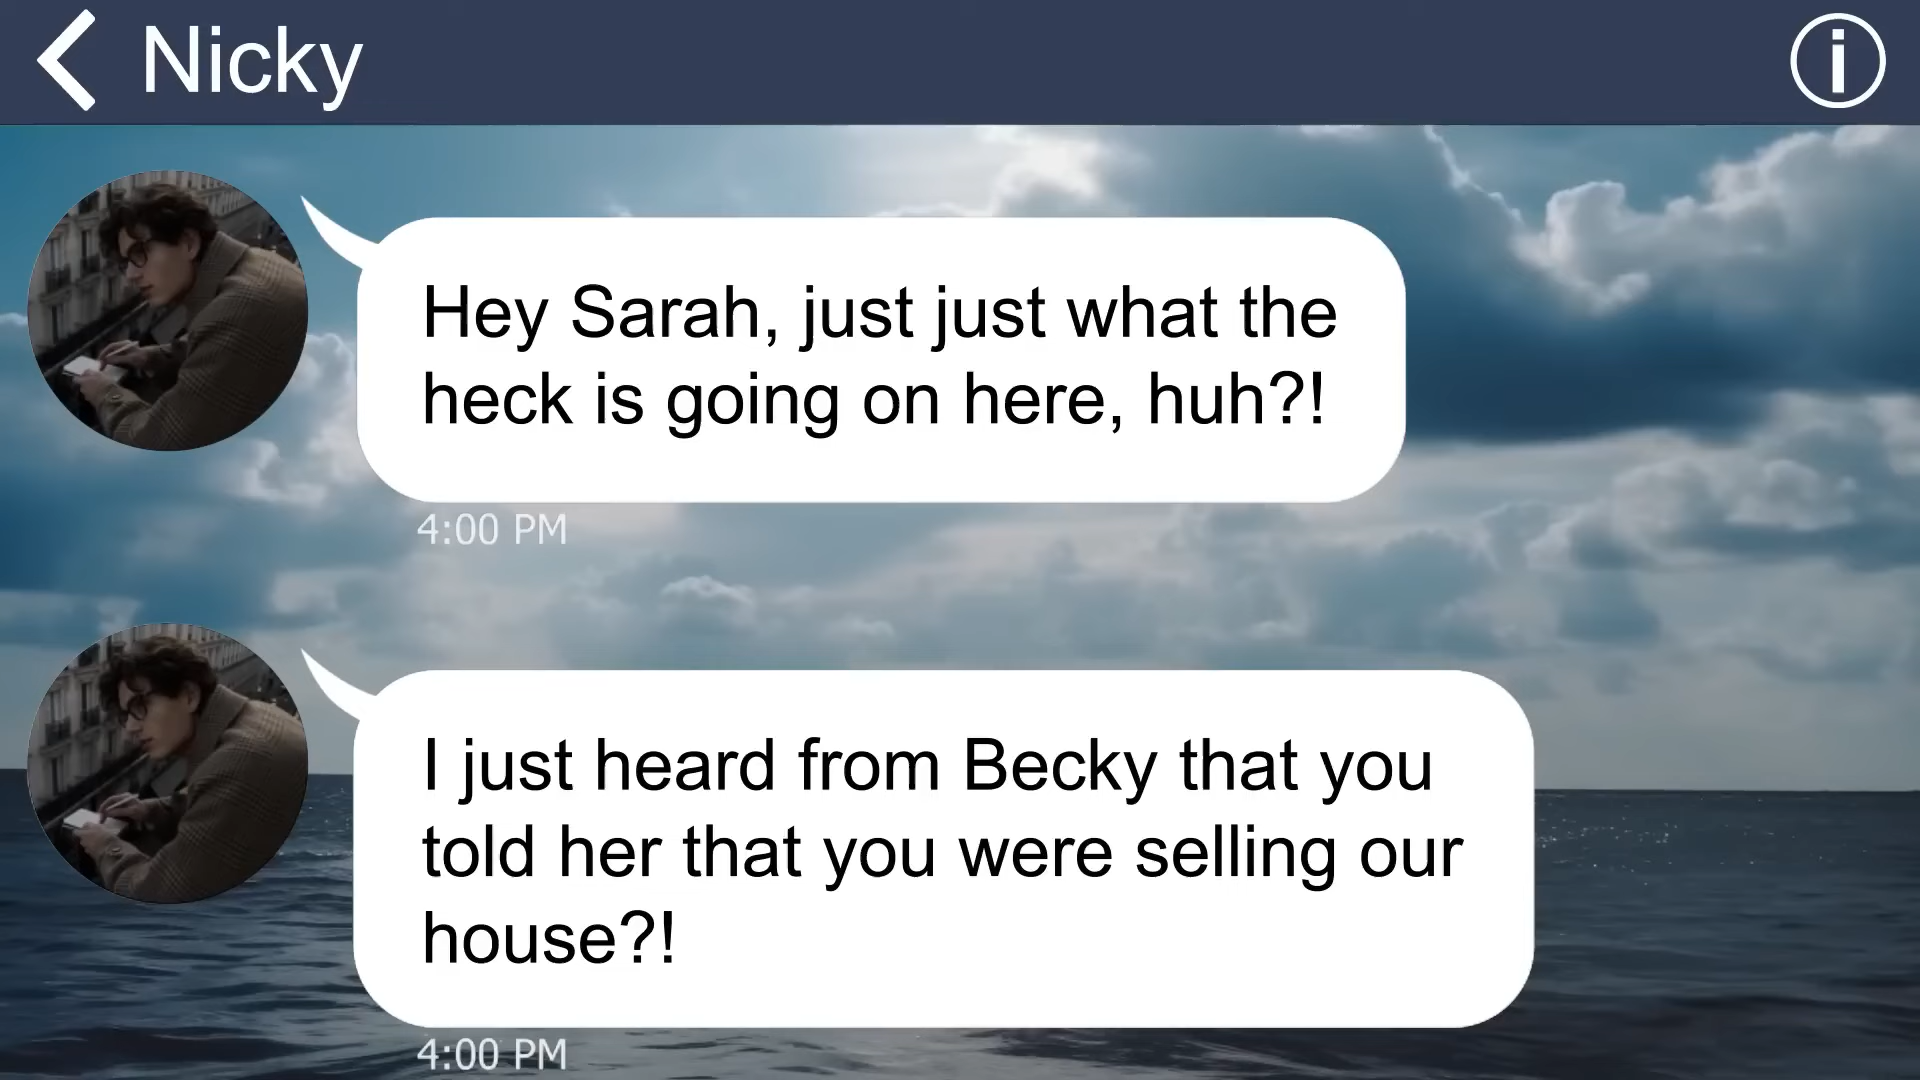 Nicky
Hey Sarah, just just what the
heck is going on here, huh?!
4:00 PM
I just heard from Becky that you
told her that you were selling our
house?!
4:00 PM